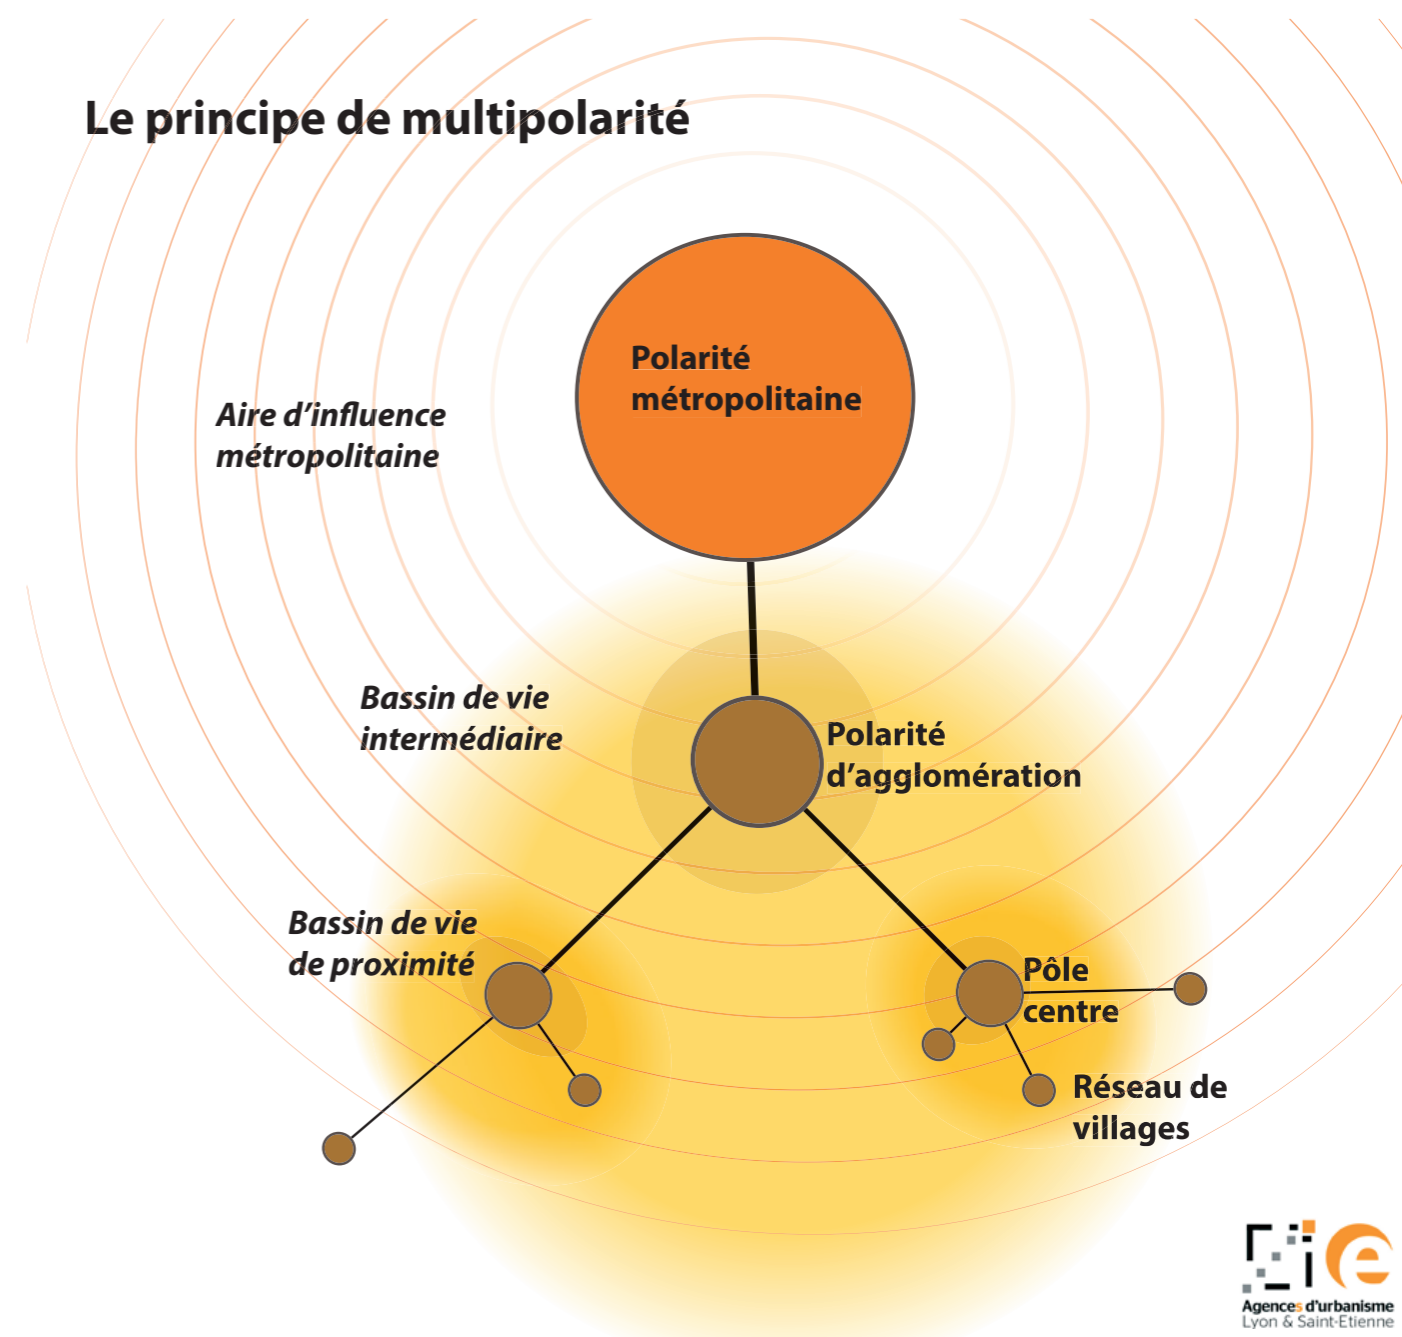 Le principe de multipolarité
Polarité
métropolitaine
Aire d’influence
métropolitaine
Bassin de vie
intermédiaire
Polarité
d’agglomération
Bassin de vie
de proximité
Pôle
centre
Réseau de
villages
Agences d'urbanisme
Lyon & Saint-Etienne